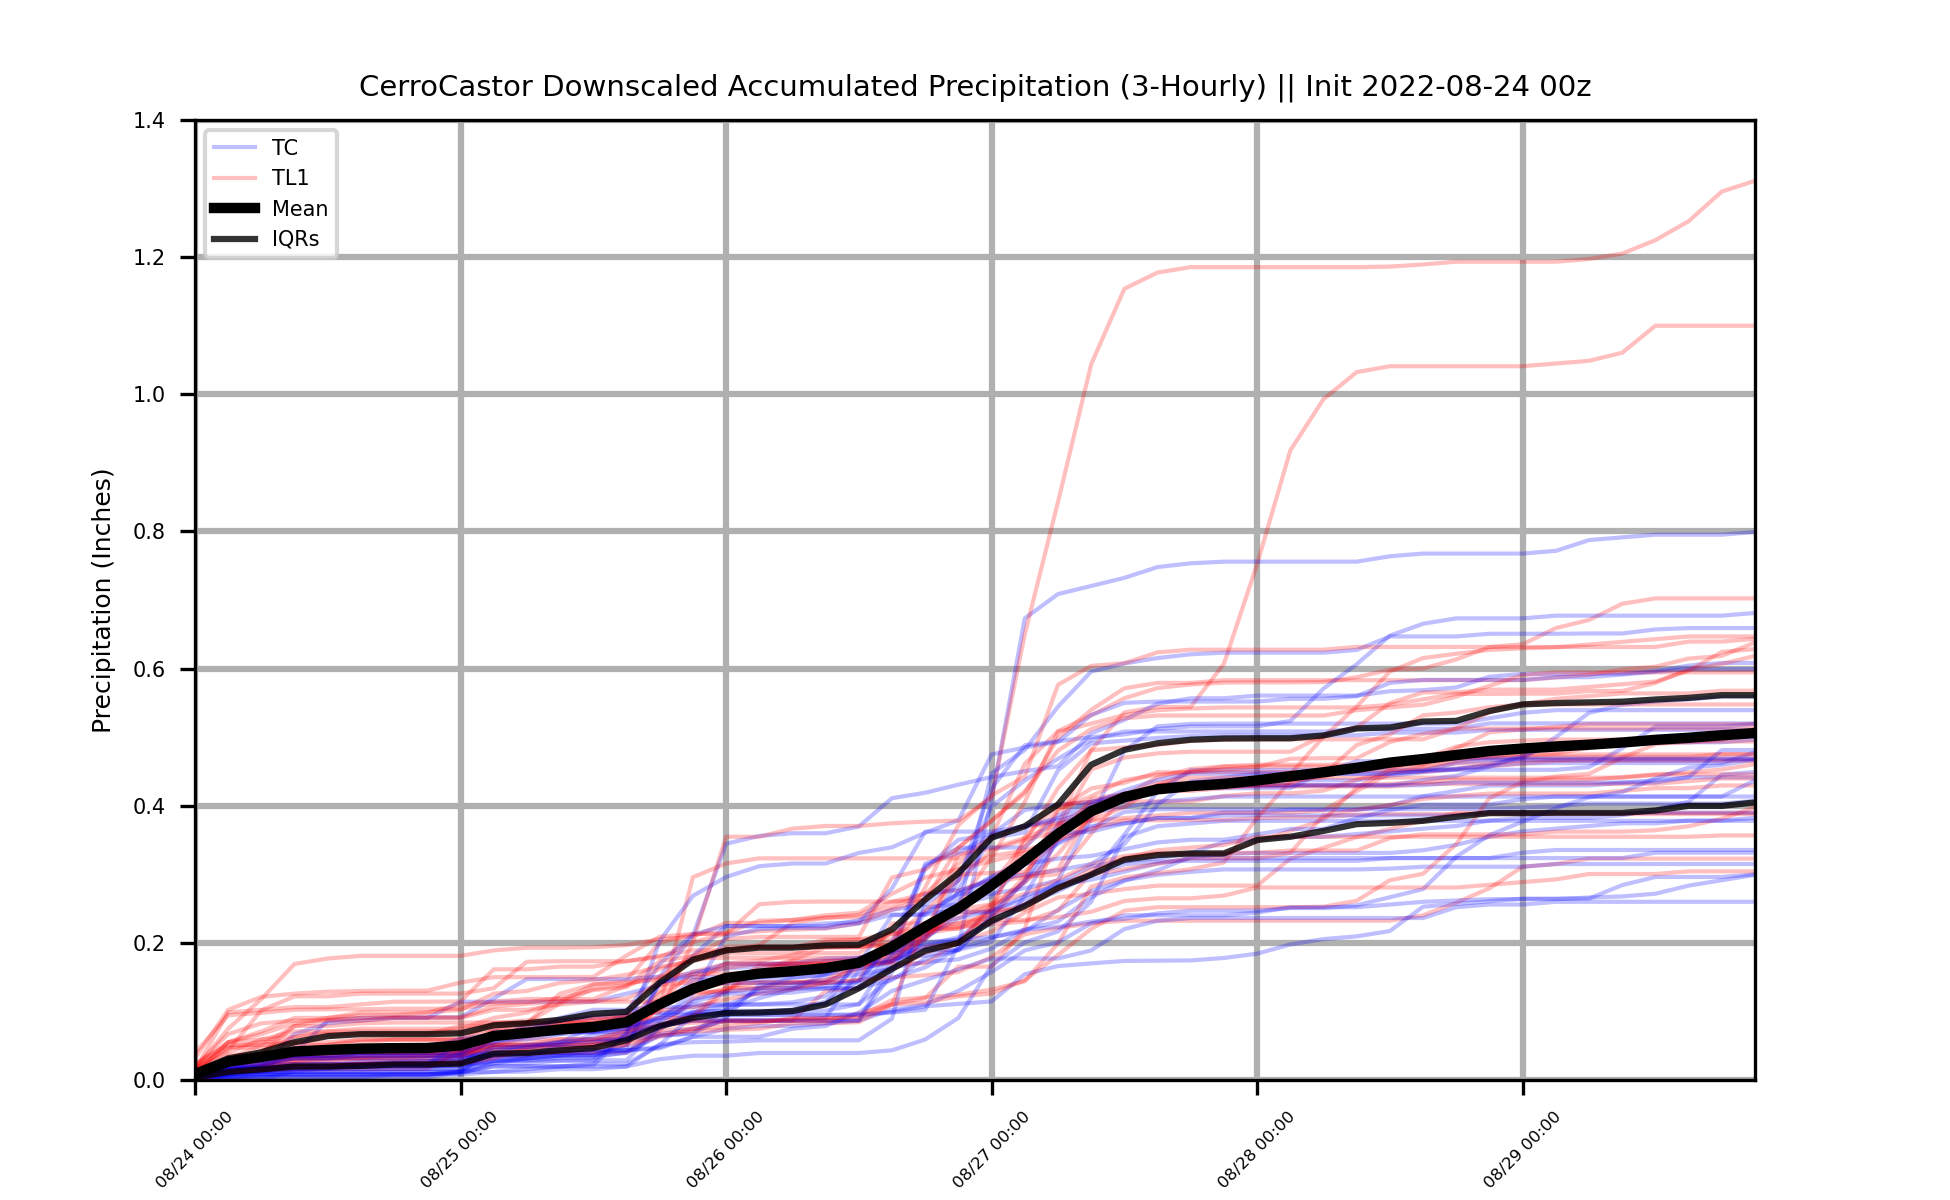 CerroCastor Downscaled Accumulated Precipitation (3-Hourly) || Init 2022-08-24 00z
1.4
1.2
1.0
0.8
0.6
0.4
0.2
0.0
Precipitation (Inches)
TC
TL1
Mean
IQRs
08/24 00:00
08/25 00:00
08/26 00:00
08/27 00:00
08/28 00:00
08/29 00:00